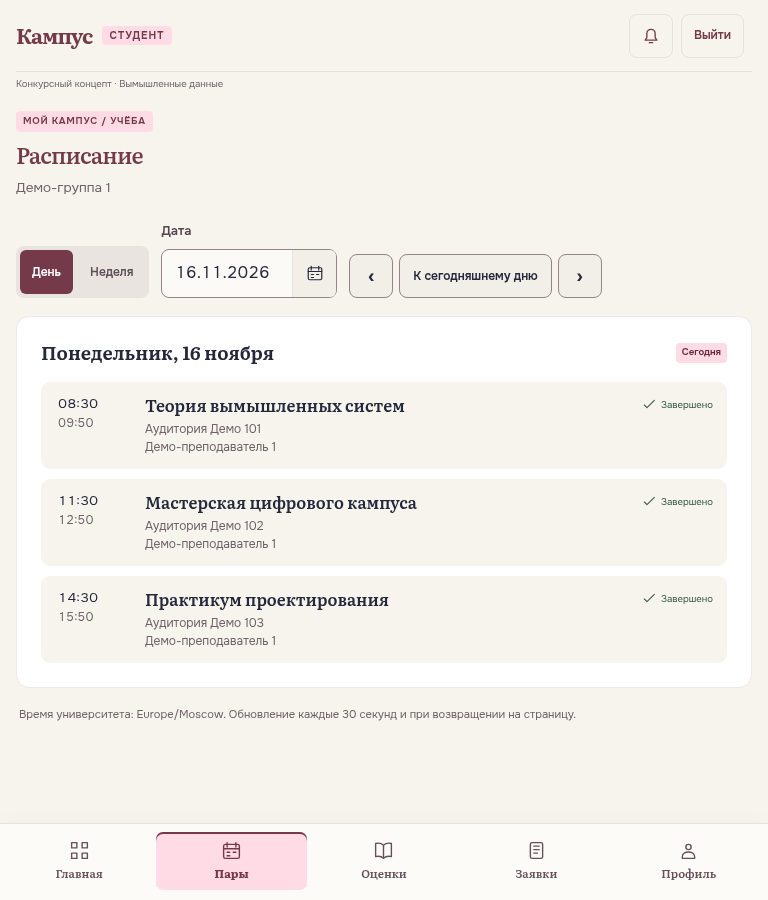 Кампус СТУДЕНТ
Выйти
Конкурсный концепт · Вымышленные данные
МОЙ КАМПУС / УЧЁБА
Расписание
Демо-группа 1
Дата
День Неделя 16.11.2026 ‹ К сегодняшнему дню ›
Понедельник, 16 ноября Сегодня
08:30 Теория вымышленных систем Завершено
09:50 Аудитория Демо 101
Демо-преподаватель 1
11:30 Мастерская цифрового кампуса Завершено
12:50 Аудитория Демо 102
Демо-преподаватель 1
14:30 Практикум проектирования Завершено
15:50 Аудитория Демо 103
Демо-преподаватель 1
Время университета: Europe/Moscow. Обновление каждые 30 секунд и при возвращении на страницу.
Главная Пары Оценки Заявки Профиль